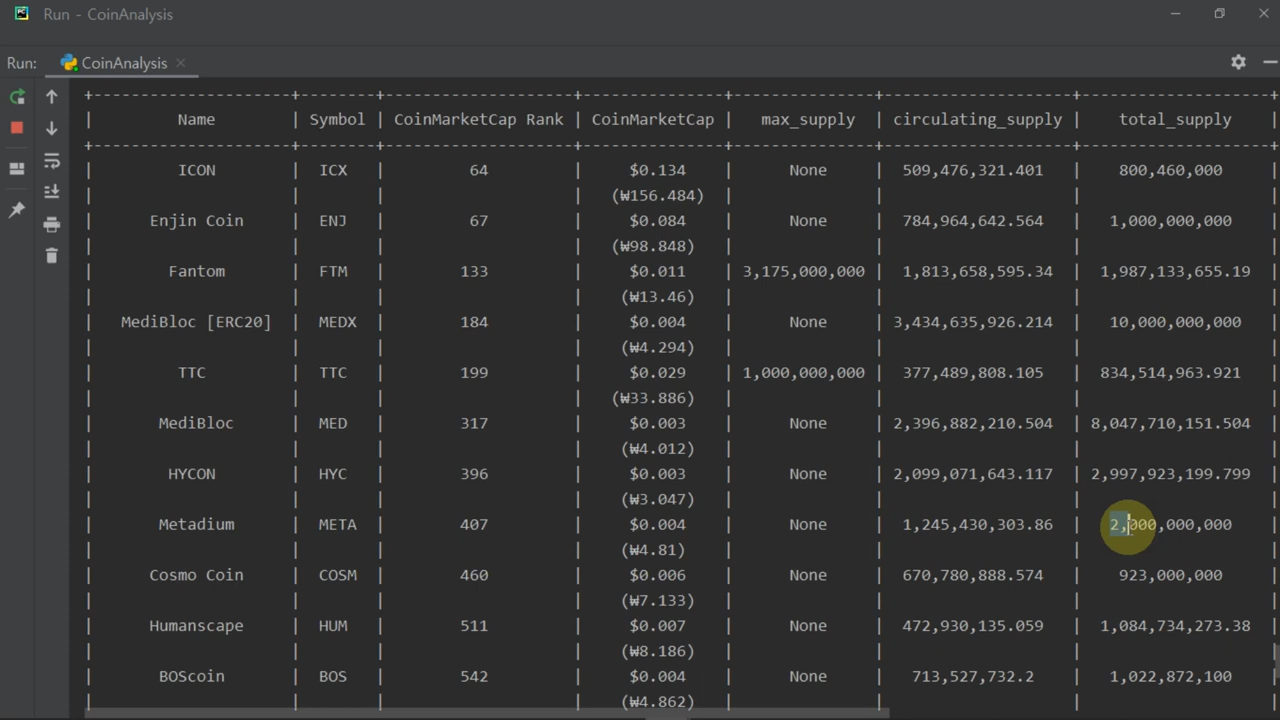 PC Run - CoinAnalysis
Run: CoinAnalysis
Name | Symbol | CoinMarketCap Rank | CoinMarketCap | max_supply | circulating_supply | total_supply
ICON | ICX | 64 | $0.134 | None | 509,476,321.401 | 800,460,000
(₩156.484)
Enjin Coin | ENJ | 67 | $0.084 | None | 784,964,642.564 | 1,000,000,000
(₩98.848)
Fantom | FTM | 133 | $0.011 | 3,175,000,000 | 1,813,658,595.34 | 1,987,133,655.19
(₩13.46)
MediBloc [ERC20] | MEDX | 184 | $0.004 | None | 3,434,635,926.214 | 10,000,000,000
(₩4.294)
TTC | TTC | 199 | $0.029 | 1,000,000,000 | 377,489,808.105 | 834,514,963.921
(₩33.886)
MediBloc | MED | 317 | $0.003 | None | 2,396,882,210.504 | 8,047,710,151.504
(₩4.012)
HYCON | HYC | 396 | $0.003 | None | 2,099,071,643.117 | 2,997,923,199.799
(₩3.047)
Metadium | META | 407 | $0.004 | None | 1,245,430,303.86 | 2,000,000,000
(₩4.81)
Cosmo Coin | COSM | 460 | $0.006 | None | 670,780,888.574 | 923,000,000
(₩7.133)
Humanscape | HUM | 511 | $0.007 | None | 472,930,135.059 | 1,084,734,273.38
(₩8.186)
BOScoin | BOS | 542 | $0.004 | None | 713,527,732.2 | 1,022,872,100
(₩4.862)